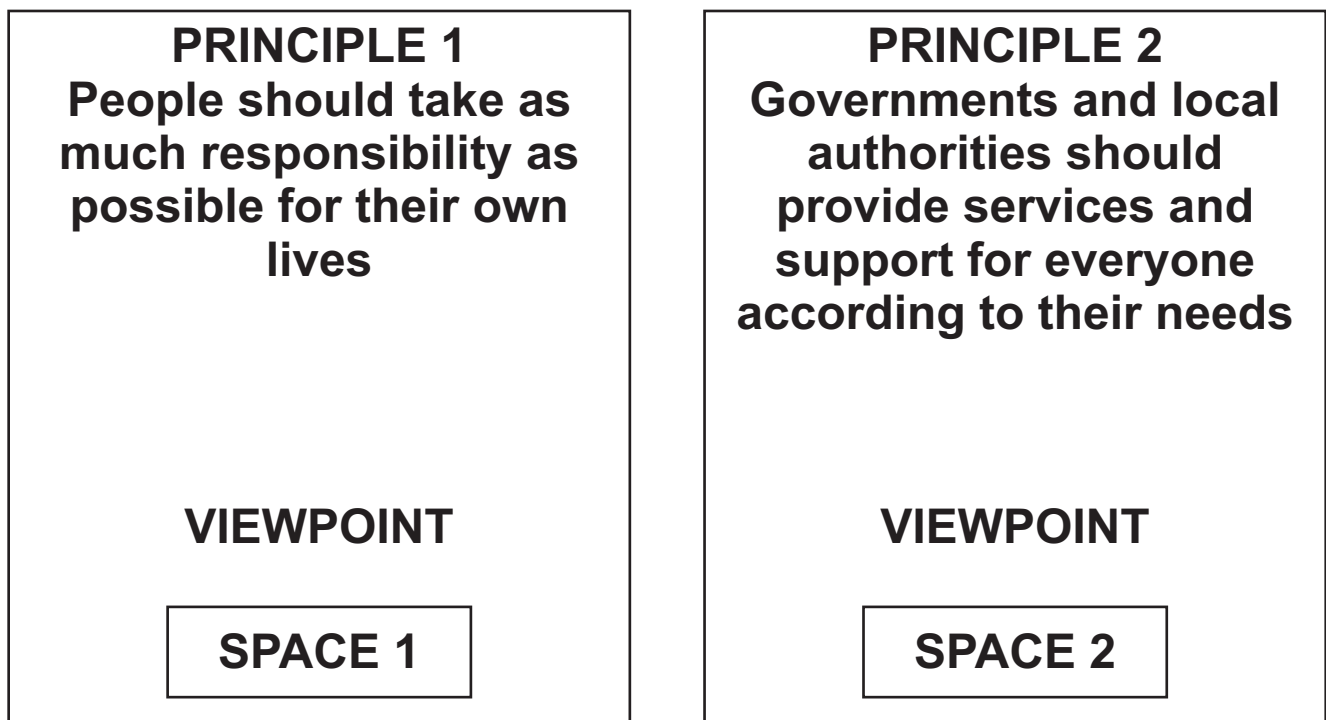 PRINCIPLE 1
People should take as
much responsibility as
possible for their own
lives
VIEWPOINT
SPACE 1
PRINCIPLE 2
Governments and local
authorities should
provide services and
support for everyone
according to their needs
VIEWPOINT
SPACE 2